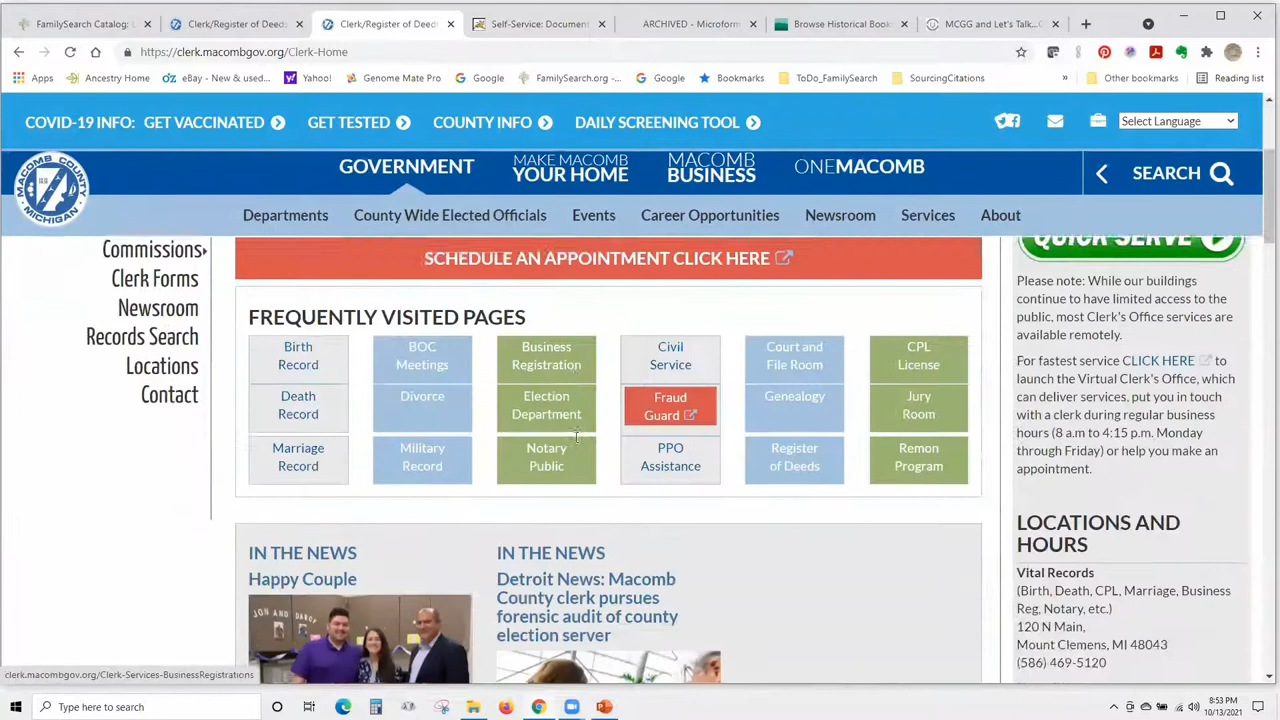 FamilySearch Catalog: L
Clerk/Register of Deeds
Clerk/Register of Deeds
Self-Service: Document
ARCHIVED - Microform
Browse Historical Book
MCGG and Let's Talk...C
https://clerk.macombgov.org/Clerk-Home
Apps
Ancestry Home
eBay - New & used...
Yahoo!
Genome Mate Pro
Google
FamilySearch.org -...
Google
Bookmarks
ToDo_FamilySearch
SourcingCitations
»
Other bookmarks
Reading list
COVID-19 INFO: GET VACCINATED
GET TESTED
COUNTY INFO
DAILY SCREENING TOOL
Select Language
MACOMB COUNTY
MICHIGAN
GOVERNMENT
MAKE MACOMB
YOUR HOME
MACOMB
BUSINESS
ONEMACOMB
SEARCH
Departments
County Wide Elected Officials
Events
Career Opportunities
Newsroom
Services
About
Commissions
Clerk Forms
Newsroom
Records Search
Locations
Contact
SCHEDULE AN APPOINTMENT CLICK HERE
FREQUENTLY VISITED PAGES
Birth
Record
BOC
Meetings
Business
Registration
Civil
Service
Court and
File Room
CPL
License
Death
Record
Divorce
Election
Department
Fraud
Guard
Genealogy
Jury
Room
Marriage
Record
Military
Record
Notary
Public
PPO
Assistance
Register
of Deeds
Remon
Program
IN THE NEWS
Happy Couple
JON AND DARCY
IN THE NEWS
Detroit News: Macomb
County clerk pursues
forensic audit of county
election server
QUICK SERVE
Please note: While our buildings
continue to have limited access to the
public, most Clerk's Office services are
available remotely.
For fastest service CLICK HERE to
launch the Virtual Clerk's Office, which
can deliver services, put you in touch
with a clerk during regular business
hours (8 a.m to 4:15 p.m. Monday
through Friday) or help you make an
appointment.
LOCATIONS AND
HOURS
Vital Records
(Birth, Death, CPL, Marriage, Business
Reg, Notary, etc.)
120 N Main,
Mount Clemens, MI 48043
(586) 469-5120
clerk.macombgov.org/Clerk-Services-BusinessRegistrations
Type here to search
8:53 PM
10/13/2021